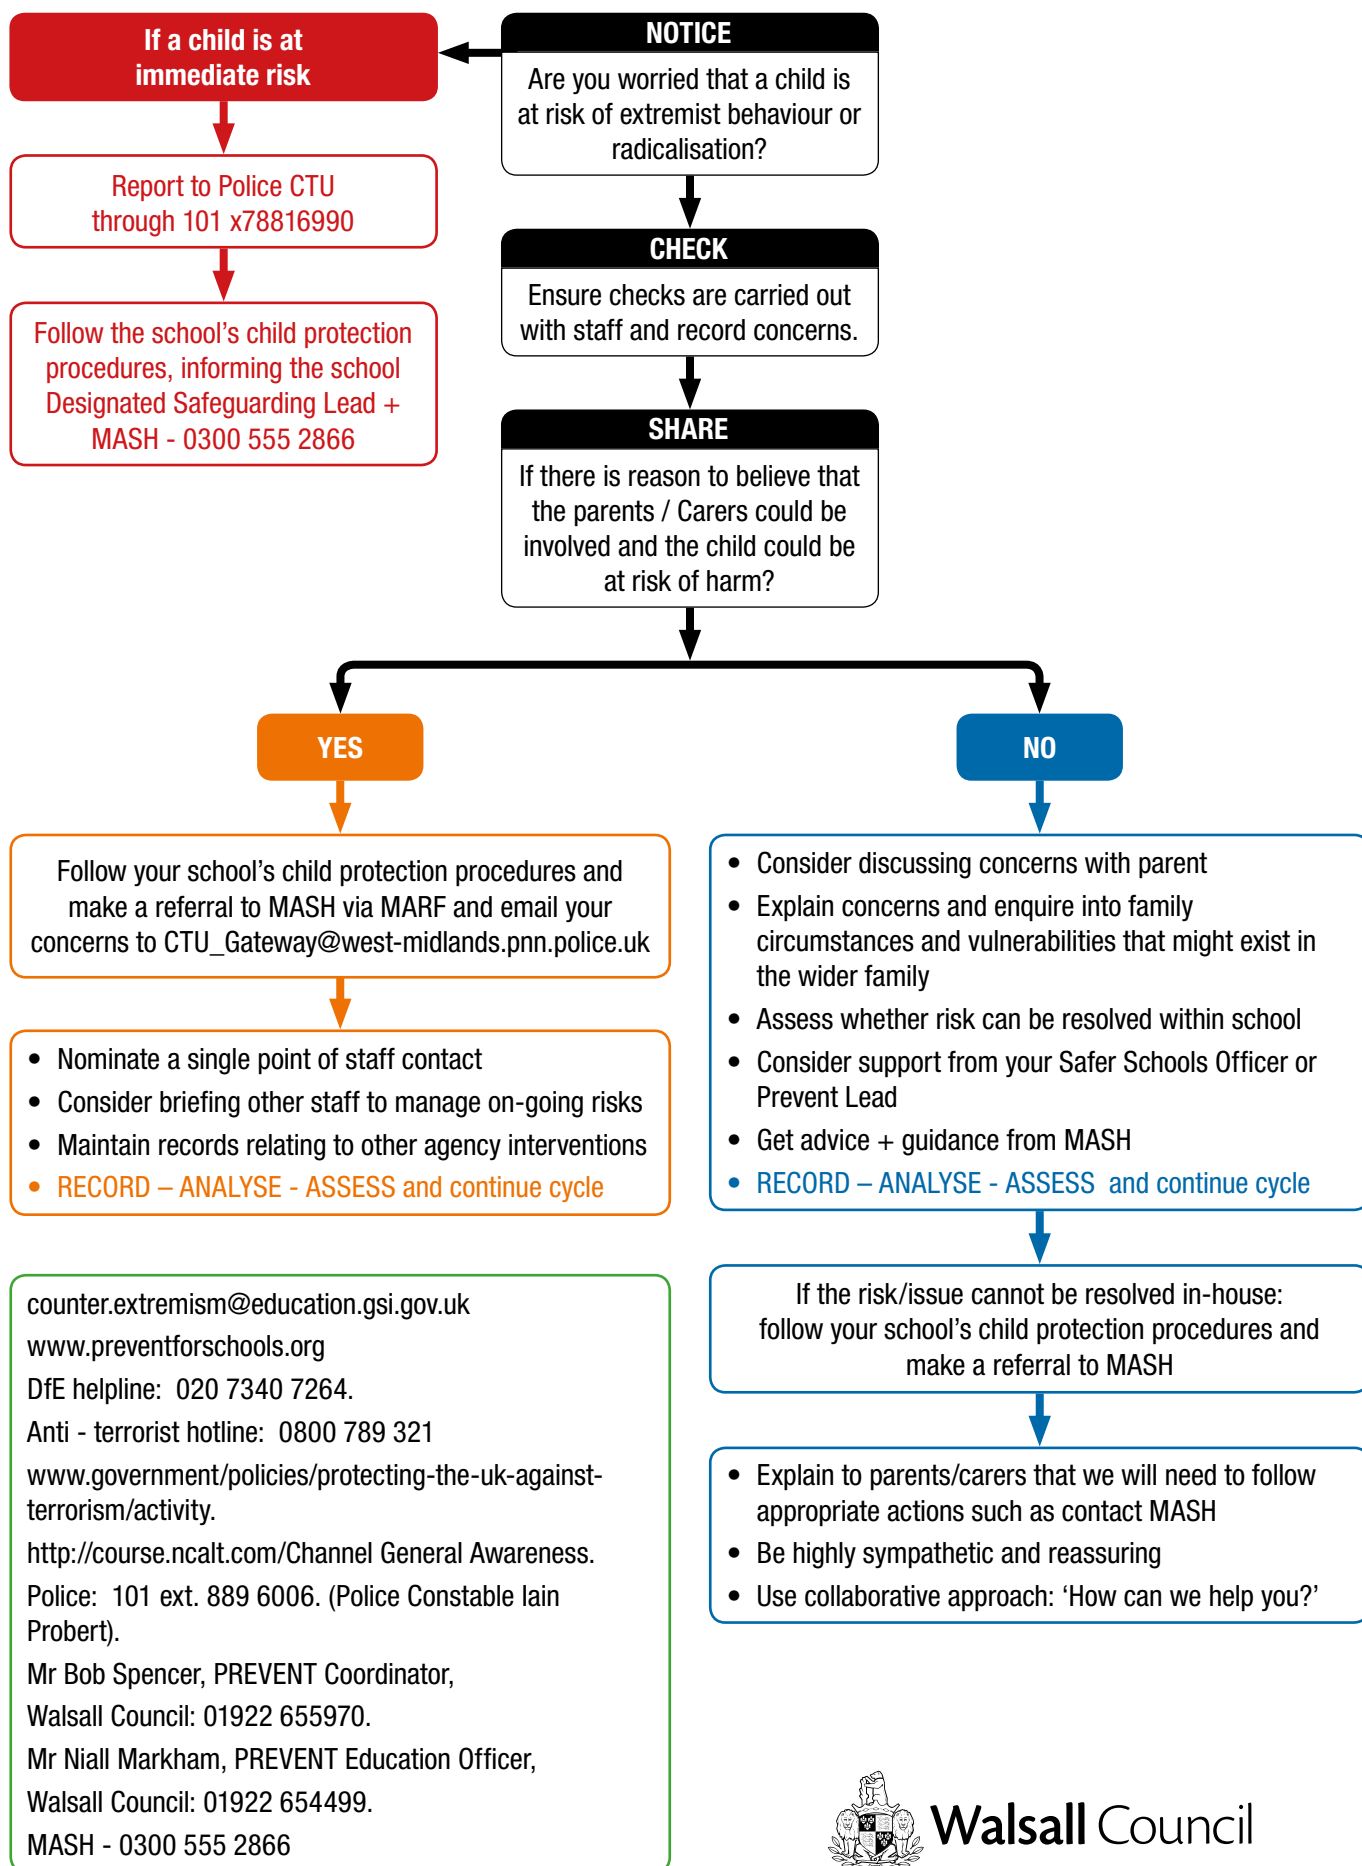 If a child is at
immediate risk
Report to Police CTU
through 101 x78816990
Follow the school’s child protection
procedures, informing the school
Designated Safeguarding Lead +
MASH - 0300 555 2866
NOTICE
Are you worried that a child is
at risk of extremist behaviour or
radicalisation?
CHECK
Ensure checks are carried out
with staff and record concerns.
SHARE
If there is reason to believe that
the parents / Carers could be
involved and the child could be
at risk of harm?
YES
Follow your school’s child protection procedures and
make a referral to MASH via MARF and email your
concerns to CTU_Gateway@west-midlands.pnn.police.uk
• Nominate a single point of staff contact
• Consider briefing other staff to manage on-going risks
• Maintain records relating to other agency interventions
• RECORD – ANALYSE - ASSESS and continue cycle
NO
• Consider discussing concerns with parent
• Explain concerns and enquire into family
circumstances and vulnerabilities that might exist in
the wider family
• Assess whether risk can be resolved within school
• Consider support from your Safer Schools Officer or
Prevent Lead
• Get advice + guidance from MASH
• RECORD – ANALYSE - ASSESS  and continue cycle
If the risk/issue cannot be resolved in-house:
follow your school’s child protection procedures and
make a referral to MASH
• Explain to parents/carers that we will need to follow
appropriate actions such as contact MASH
• Be highly sympathetic and reassuring
• Use collaborative approach: ‘How can we help you?’
counter.extremism@education.gsi.gov.uk
www.preventforschools.org
DfE helpline:  020 7340 7264.
Anti - terrorist hotline:  0800 789 321
www.government/policies/protecting-the-uk-against-
terrorism/activity.
http://course.ncalt.com/Channel General Awareness.
Police:  101 ext. 889 6006. (Police Constable Iain
Probert).
Mr Bob Spencer, PREVENT Coordinator,
Walsall Council: 01922 655970.
Mr Niall Markham, PREVENT Education Officer,
Walsall Council: 01922 654499.
MASH - 0300 555 2866
Walsall Council